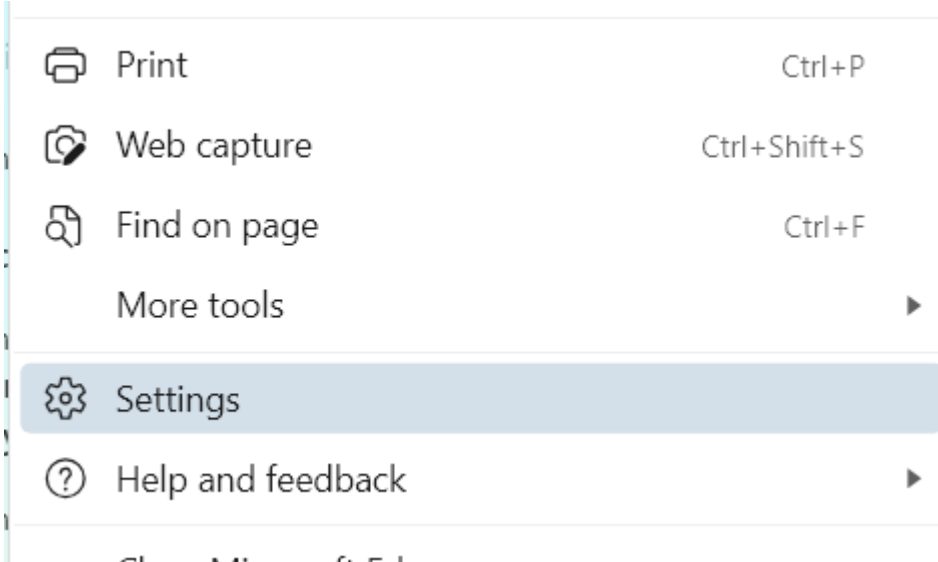 Print Ctrl+P
Web capture Ctrl+Shift+S
Find on page Ctrl+F
More tools
Settings
Help and feedback